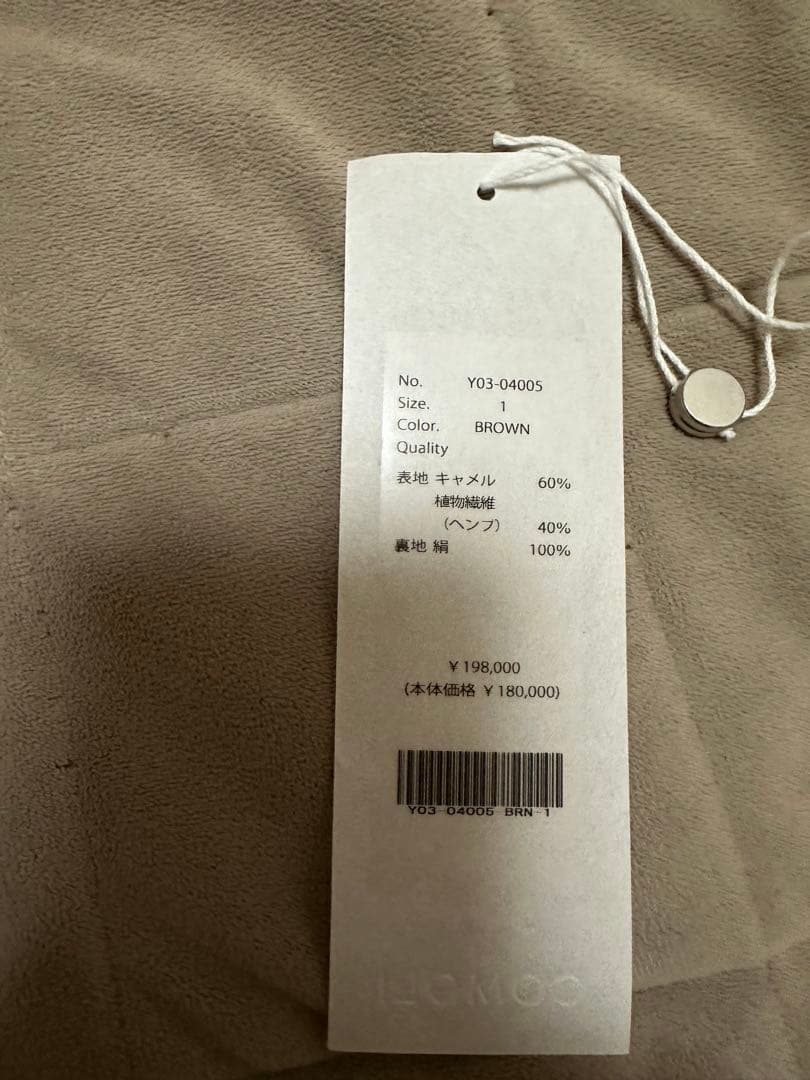 No. Y03-04005
Size. 1
Color. BROWN
Quality
表地 キャメル 60%
植物繊維
(ヘンプ) 40%
裏地 絹 100%
¥198,000
(本体価格 ¥180,000)
Y03-04005 BRN-1
COMOLI